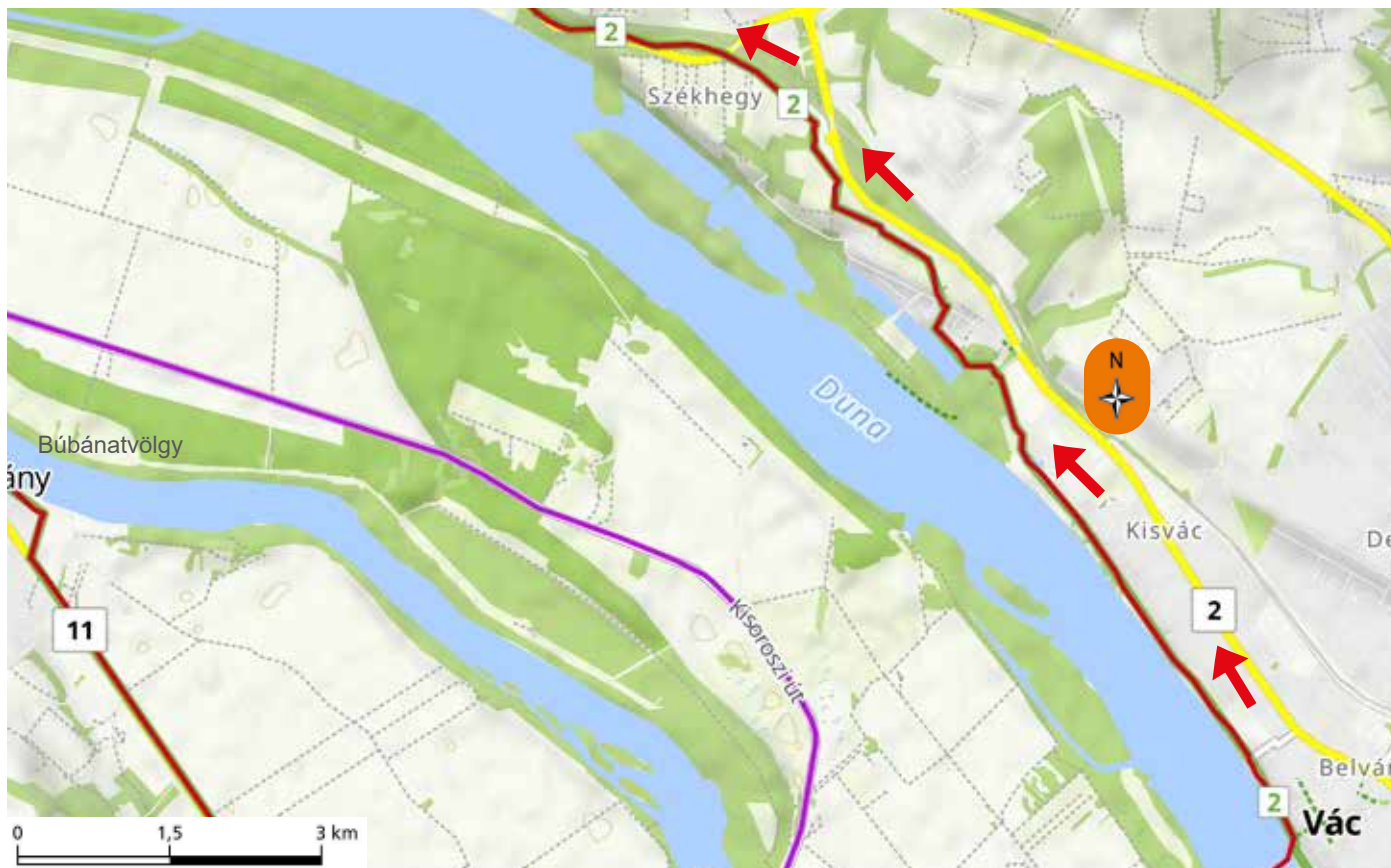 2
Székhegy
2
N
Duna
Búbánatvölgy
ány
Kisvác
De
Kisoroszi út
11
2
Belvár
2
Vác
0 1,5 3 km